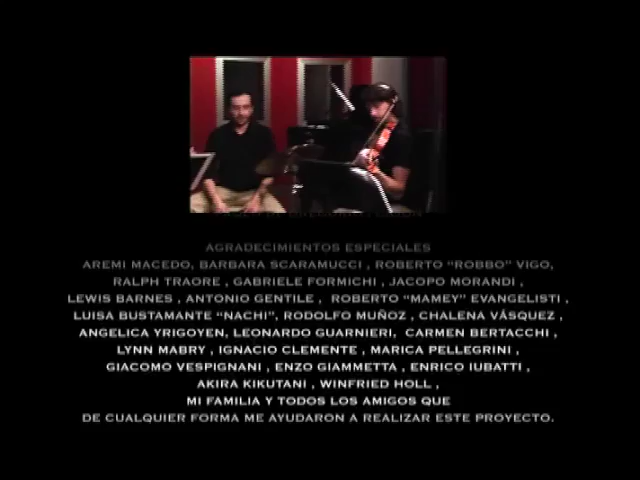 AGRADECIMIENTOS ESPECIALES
AREMI MACEDO, BARBARA SCARAMUCCI , ROBERTO “ROBBO” VIGO,
RALPH TRAORE , GABRIELE FORMICHI , JACOPO MORANDI ,
LEWIS BARNES , ANTONIO GENTILE , ROBERTO “MAMEY” EVANGELISTI ,
LUISA BUSTAMANTE “NACHI”, RODOLFO MUÑOZ , CHALENA VÁSQUEZ ,
ANGELICA YRIGOYEN, LEONARDO GUARNIERI, CARMEN BERTACCHI ,
LYNN MABRY , IGNACIO CLEMENTE , MARICA PELLEGRINI ,
GIACOMO VESPIGNANI , ENZO GIAMMETTA , ENRICO IUBATTI ,
AKIRA KIKUTANI , WINFRIED HOLL ,
MI FAMILIA Y TODOS LOS AMIGOS QUE
DE CUALQUIER FORMA ME AYUDARON A REALIZAR ESTE PROYECTO.